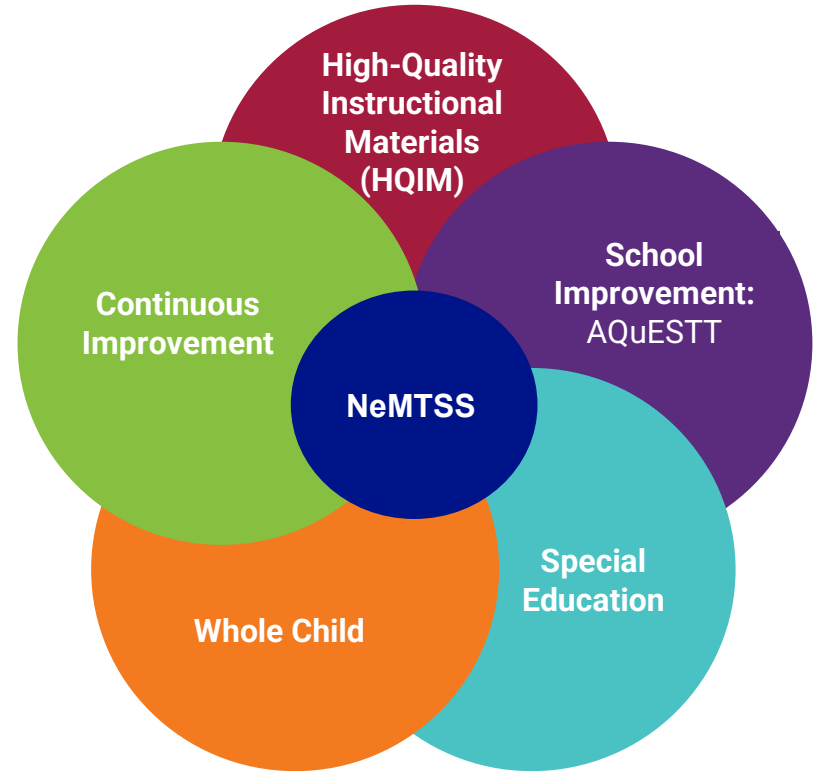 High-Quality
Instructional
Materials
(HQIM)
School
Improvement:
AQuESTT
Continuous
Improvement
NeMTSS
Special
Education
Whole Child